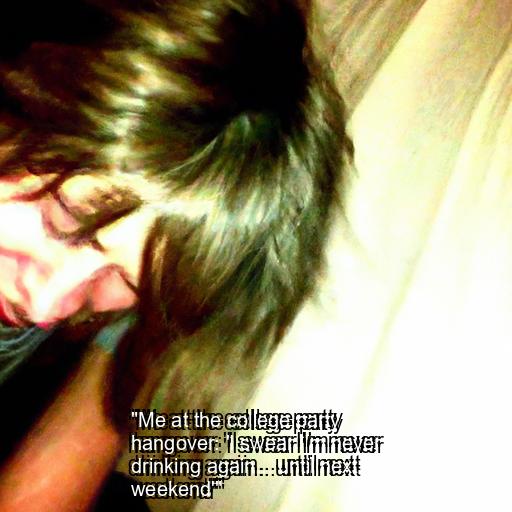 "Me at the college party
hangover: 'I swear I'm never
drinking again... until next
weekend'"